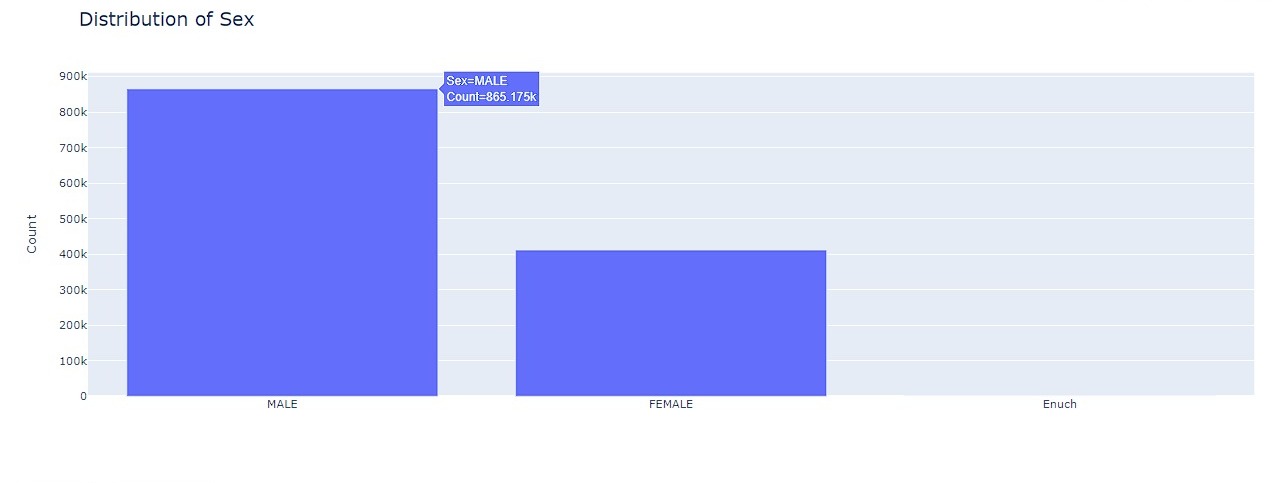 Distribution of Sex
900k
800k
700k
600k
500k
400k
300k
200k
100k
0
Count
Sex=MALE
Count=865.175k
MALE
FEMALE
Enuch